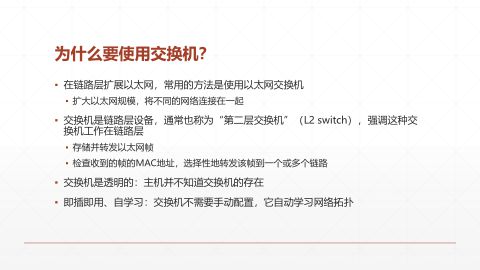 为什么要使用交换机?
▪ 在链路层扩展以太网，常用的方法是使用以太网交换机
▪ 扩大以太网规模，将不同的网络连接在一起
▪ 交换机是链路层设备，通常也称为“第二层交换机”（L2 switch），强调这种交
换机工作在链路层
▪ 存储并转发以太网帧
▪ 检查收到的帧的MAC地址，选择性地转发该帧到一个或多个链路
▪ 交换机是透明的：主机并不知道交换机的存在
▪ 即插即用、自学习：交换机不需要手动配置，它自动学习网络拓扑